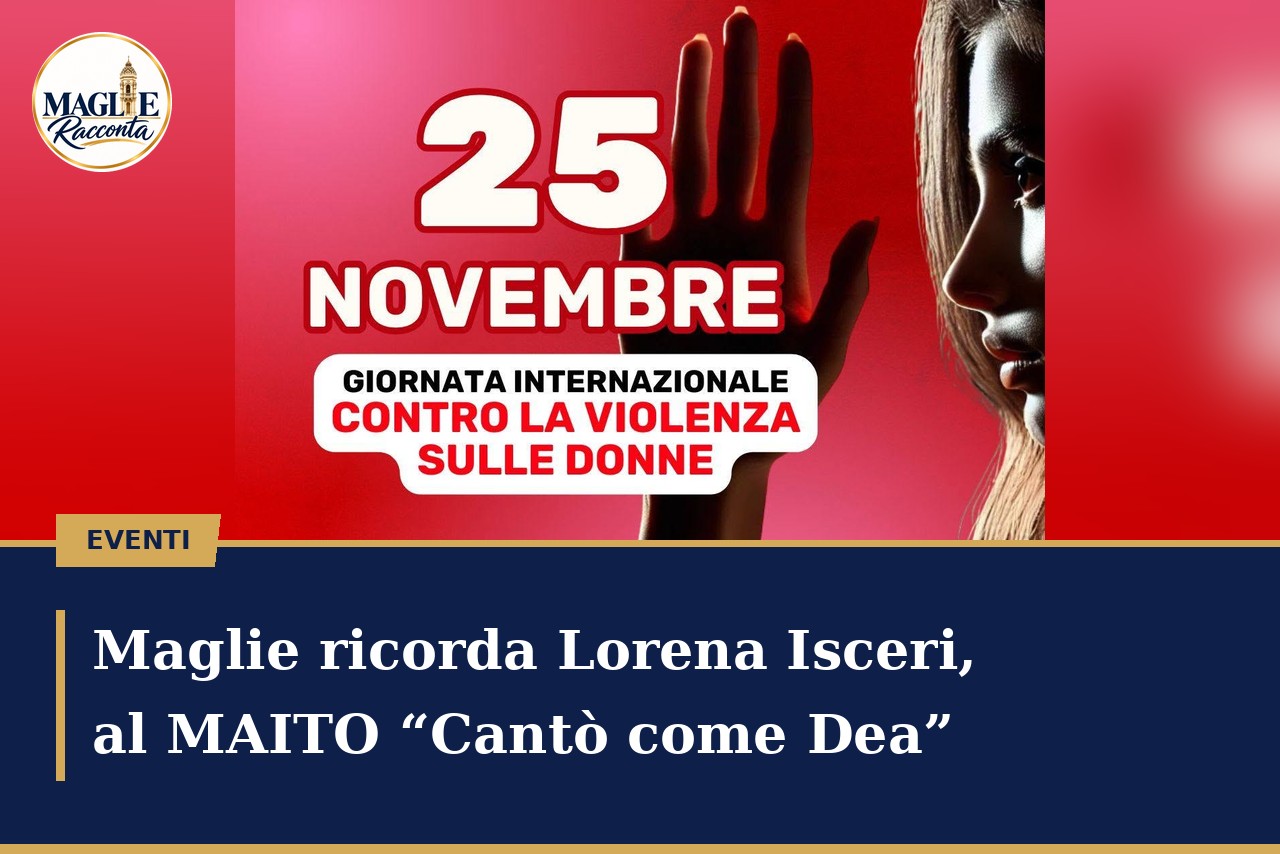 MAGLIE
Racconta
25
NOVEMBRE
GIORNATA INTERNAZIONALE
CONTRO LA VIOLENZA
SULLE DONNE
EVENTI
Maglie ricorda Lorena Isceri,
al MAITO “Cantò come Dea”